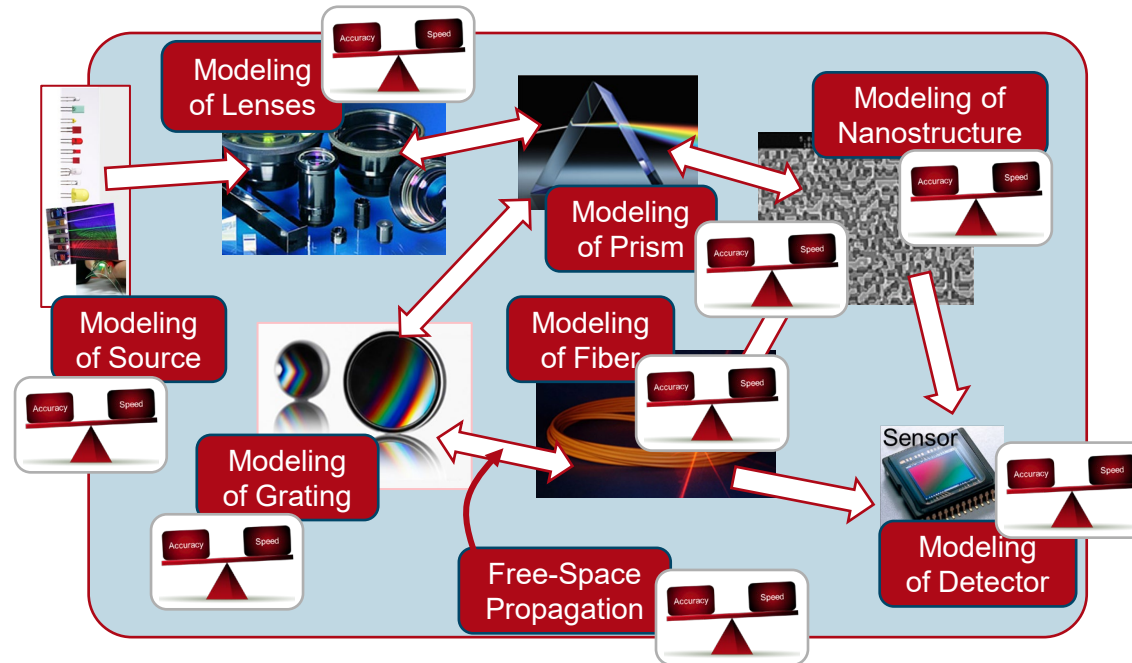 Accuracy Speed
Modeling
of Lenses
Modeling of
Nanostructure
Accuracy Speed
Modeling
of Prism
Accuracy Speed
Modeling
of Source
Accuracy Speed
Modeling
of Fiber
Accuracy Speed
Sensor
Accuracy Speed
Modeling
of Grating
Accuracy Speed
Modeling
of Detector
Free-Space
Propagation
Accuracy Speed